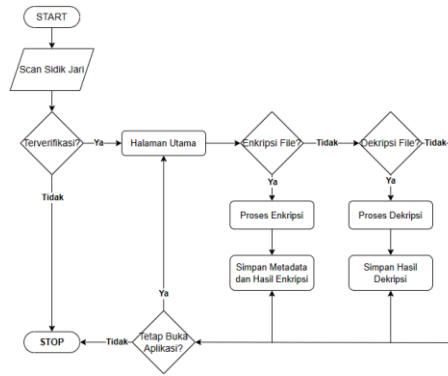 START
Scan Sidik Jari
Terverifikasi?
Ya
Halaman Utama
Enkripsi File?
Tidak
Dekripsi File?
Tidak
Tidak
Ya
Ya
Proses Enkripsi
Proses Dekripsi
Simpan Metadata
dan Hasil Enkripsi
Simpan Hasil
Dekripsi
Ya
STOP
Tidak
Tetap Buka
Aplikasi?